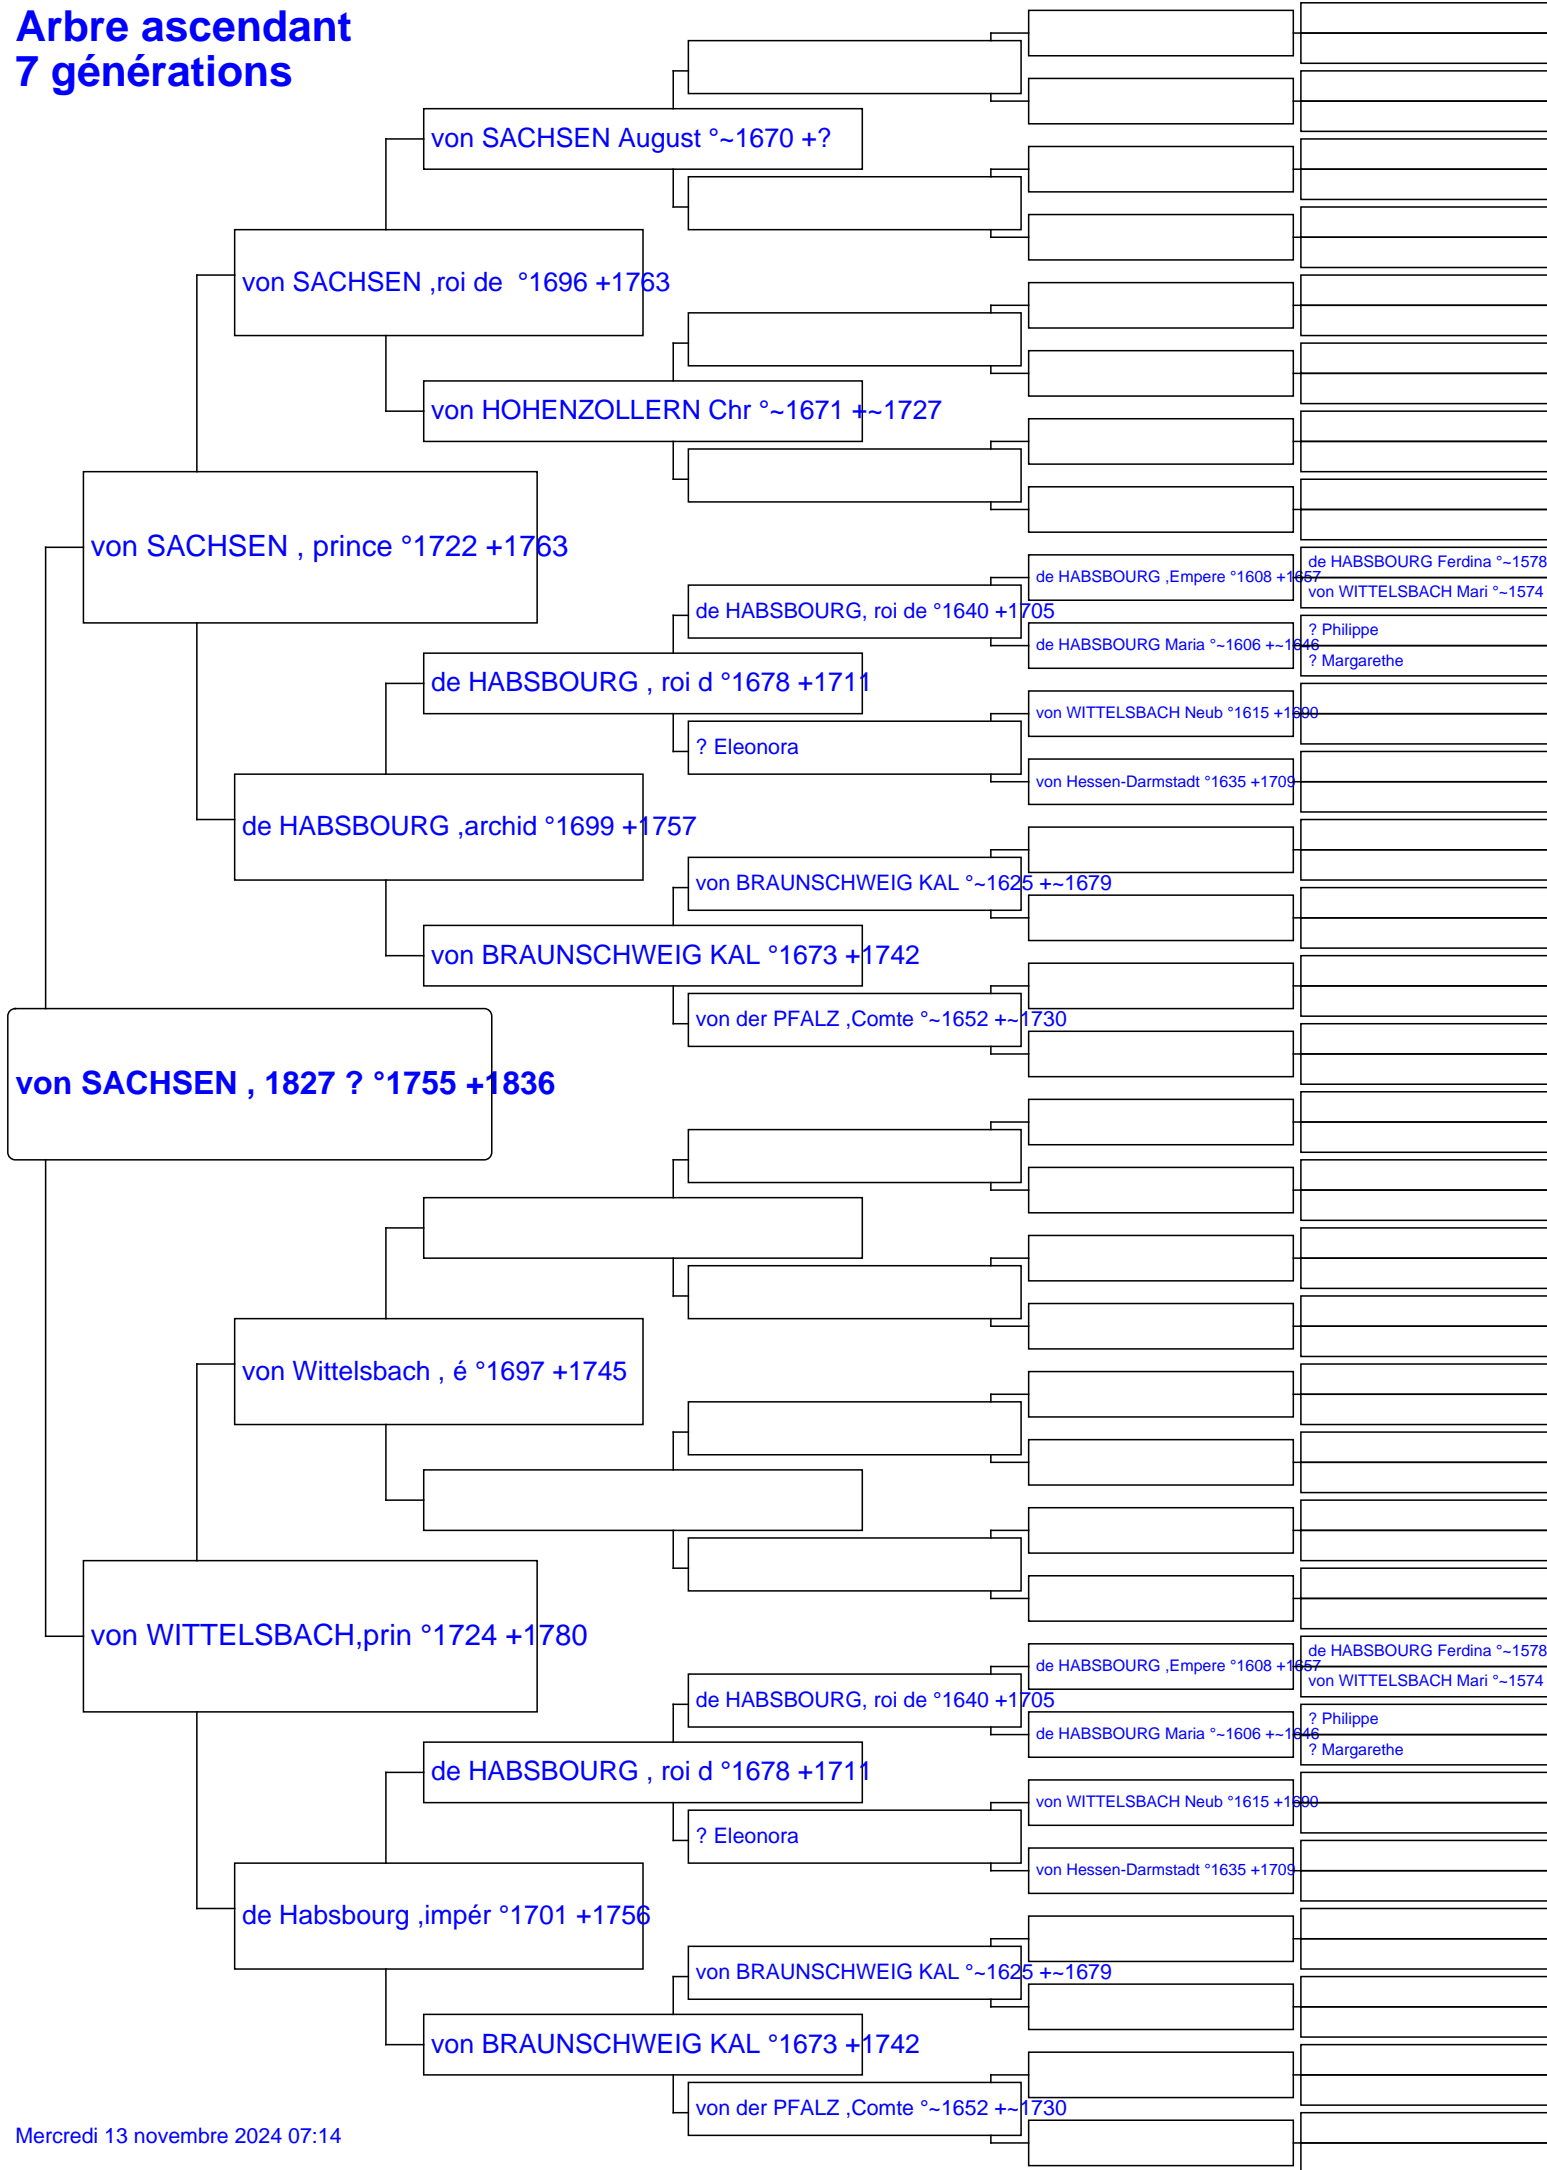 Arbre ascendant
7 générations
von SACHSEN August °~1670 +?
von SACHSEN ,roi de  °1696 +1763
von HOHENZOLLERN Chr °~1671 +~1727
von SACHSEN , prince °1722 +1763
de HABSBOURG ,Empere °1608 +1657
de HABSBOURG Ferdina °~1578
von WITTELSBACH Mari °~1574
de HABSBOURG, roi de °1640 +1705
de HABSBOURG Maria °~1606 +~1646
? Philippe
? Margarethe
de HABSBOURG , roi d °1678 +1711
von WITTELSBACH Neub °1615 +1690
? Eleonora
von Hessen-Darmstadt °1635 +1709
de HABSBOURG ,archid °1699 +1757
von BRAUNSCHWEIG KAL °~1625 +~1679
von BRAUNSCHWEIG KAL °1673 +1742
von der PFALZ ,Comte °~1652 +~1730
von SACHSEN , 1827 ? °1755 +1836
von Wittelsbach , é °1697 +1745
von WITTELSBACH,prin °1724 +1780
de HABSBOURG ,Empere °1608 +1657
de HABSBOURG Ferdina °~1578
von WITTELSBACH Mari °~1574
de HABSBOURG, roi de °1640 +1705
de HABSBOURG Maria °~1606 +~1646
? Philippe
? Margarethe
de HABSBOURG , roi d °1678 +1711
von WITTELSBACH Neub °1615 +1690
? Eleonora
von Hessen-Darmstadt °1635 +1709
de Habsbourg ,impér °1701 +1756
von BRAUNSCHWEIG KAL °~1625 +~1679
von BRAUNSCHWEIG KAL °1673 +1742
von der PFALZ ,Comte °~1652 +~1730
Mercredi 13 novembre 2024 07:14